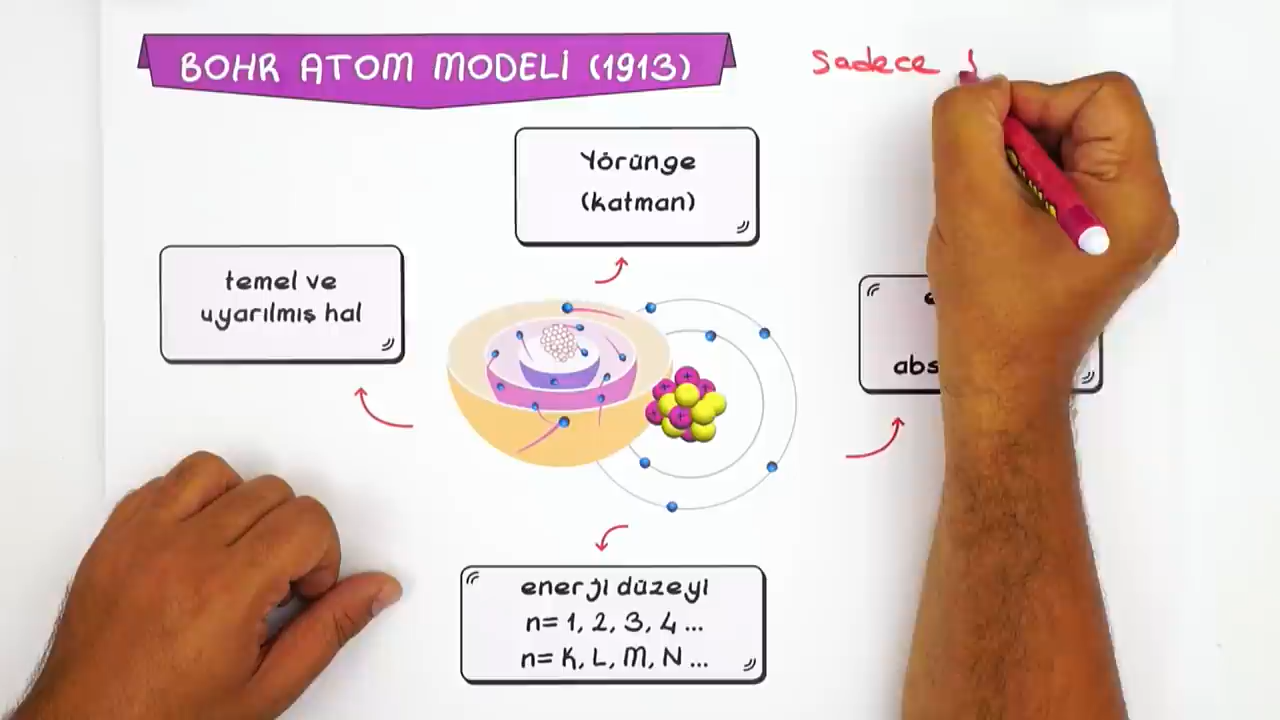 BOHR ATOM MODELİ (1913)
Sadece
Yörünge
(katman)
temel ve
uyarılmış hal
enerji düzeyi
n= 1, 2, 3, 4 ...
n= K, L, M, N ...